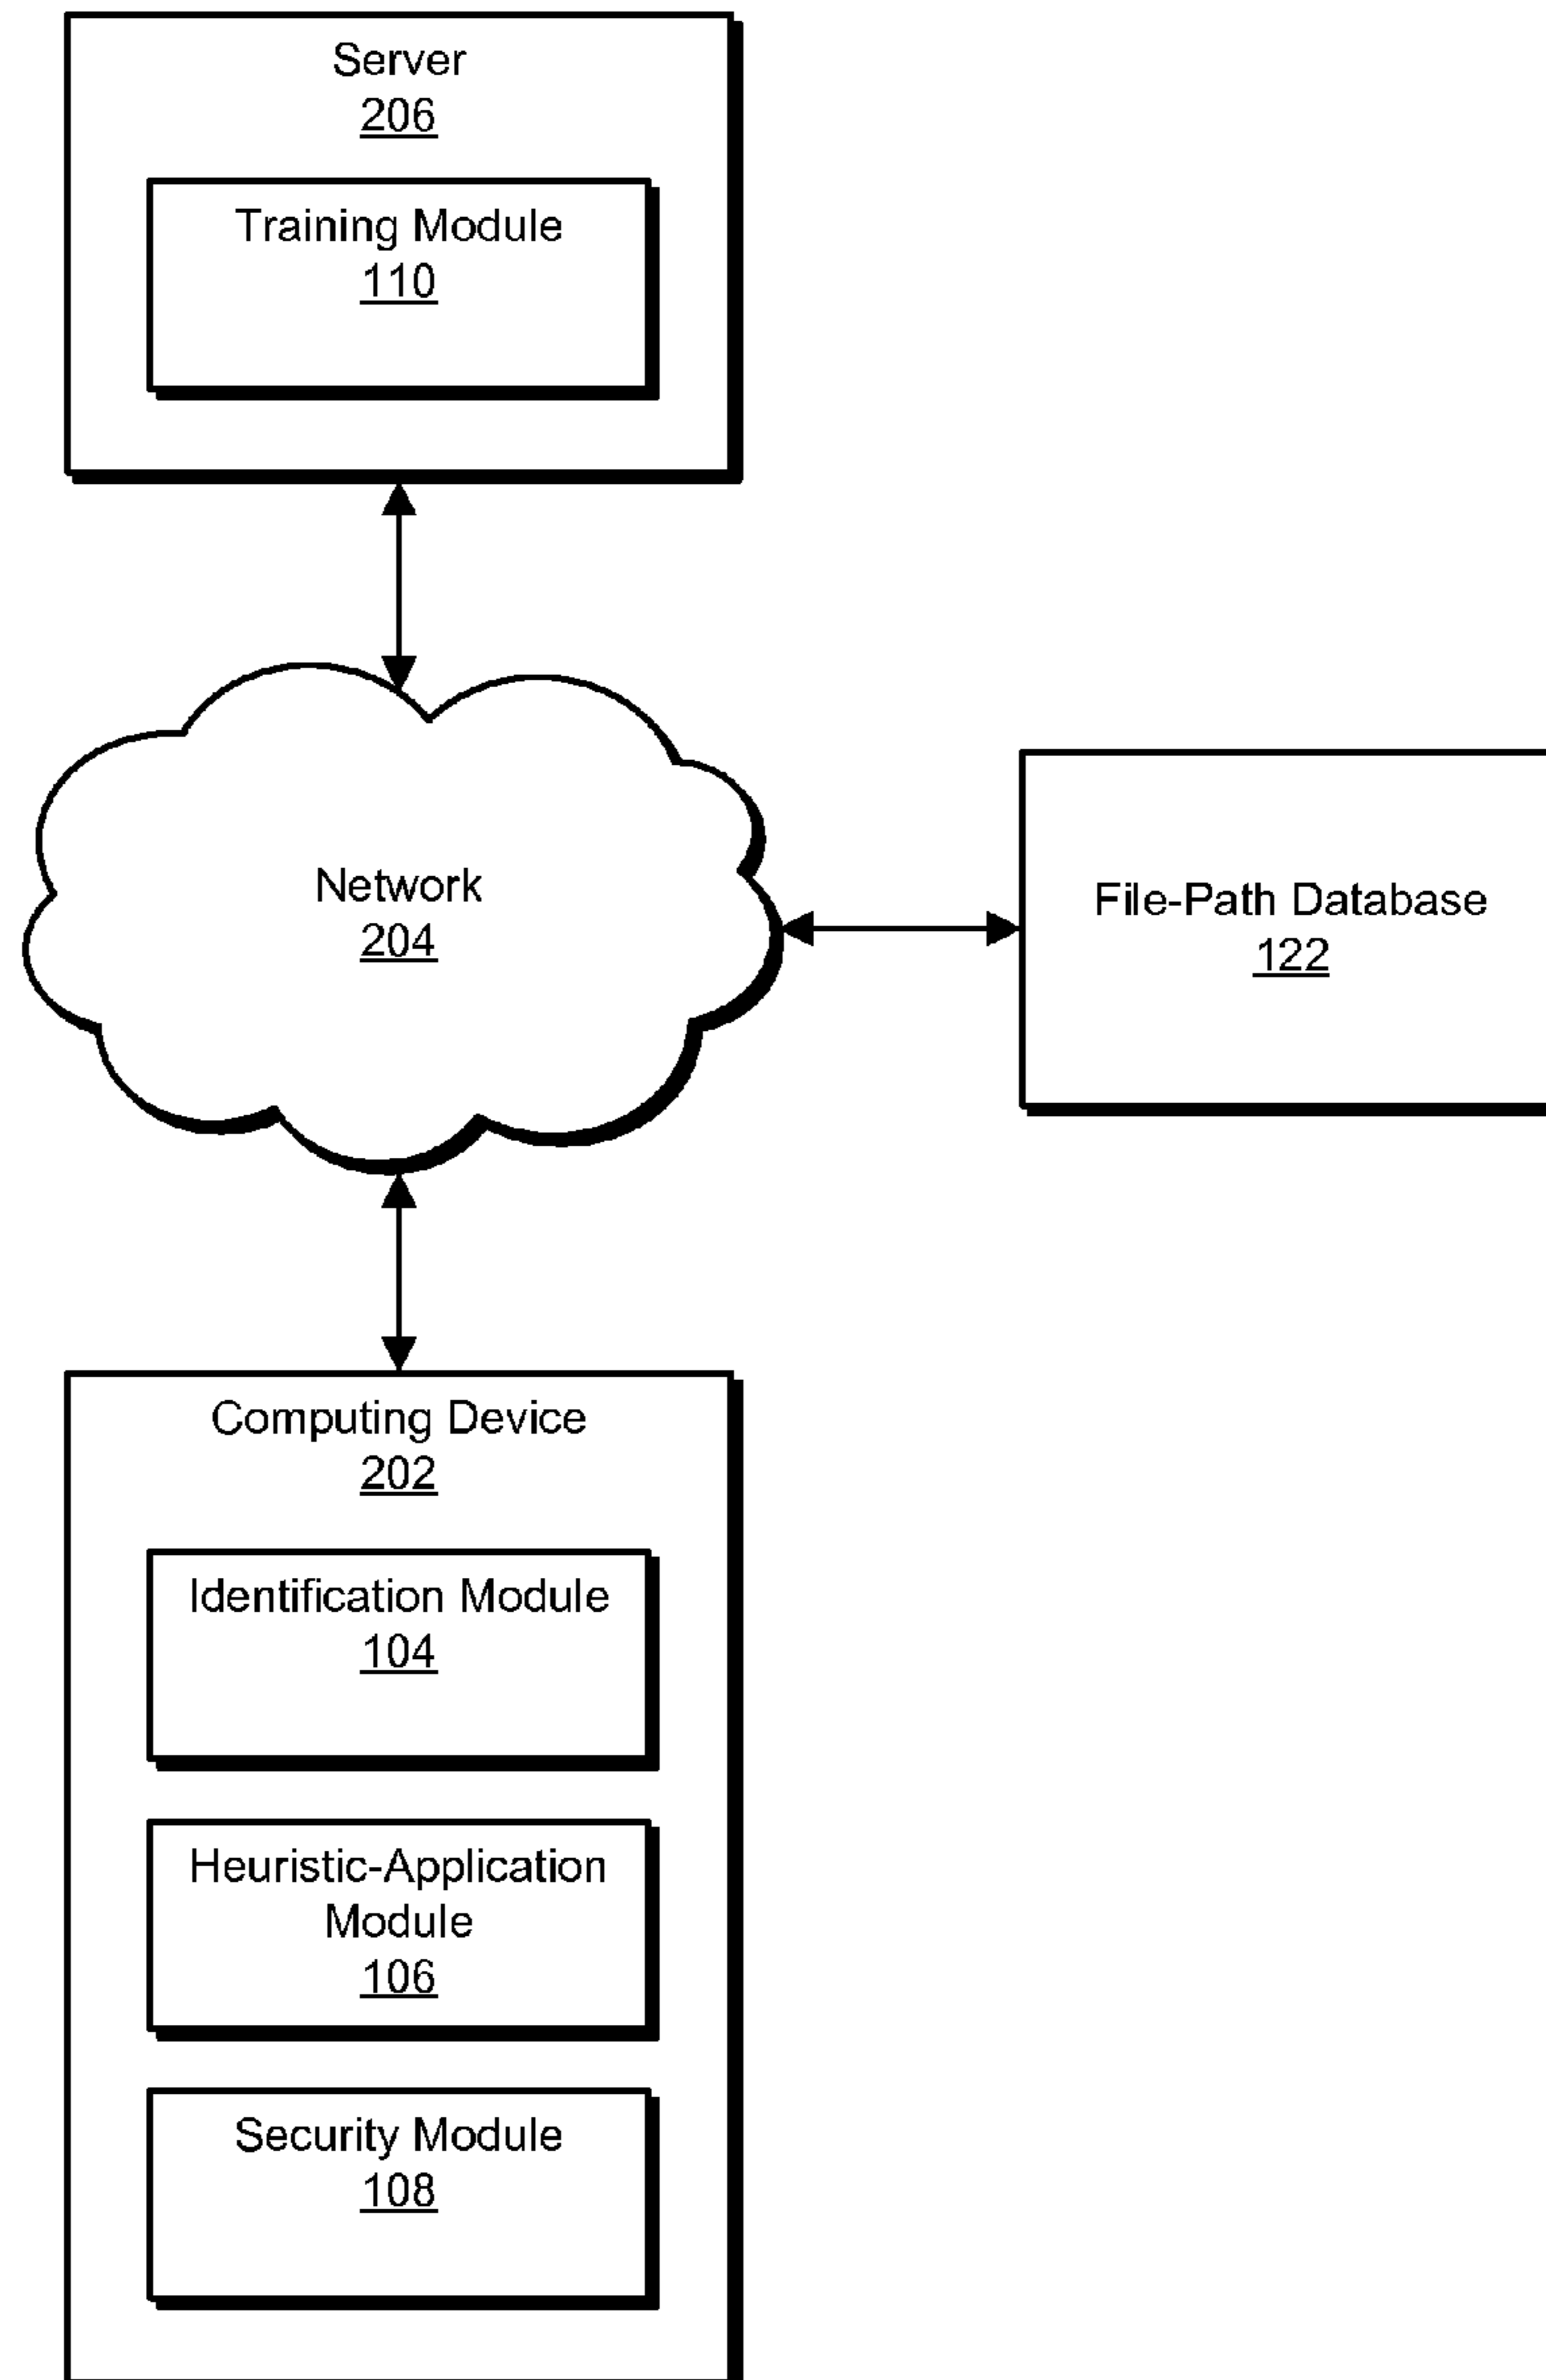 Server
206
Training Module
110
Network
204
File-Path Database
122
Computing Device
202
Identification Module
104
Heuristic-Application
Module
106
Security Module
108